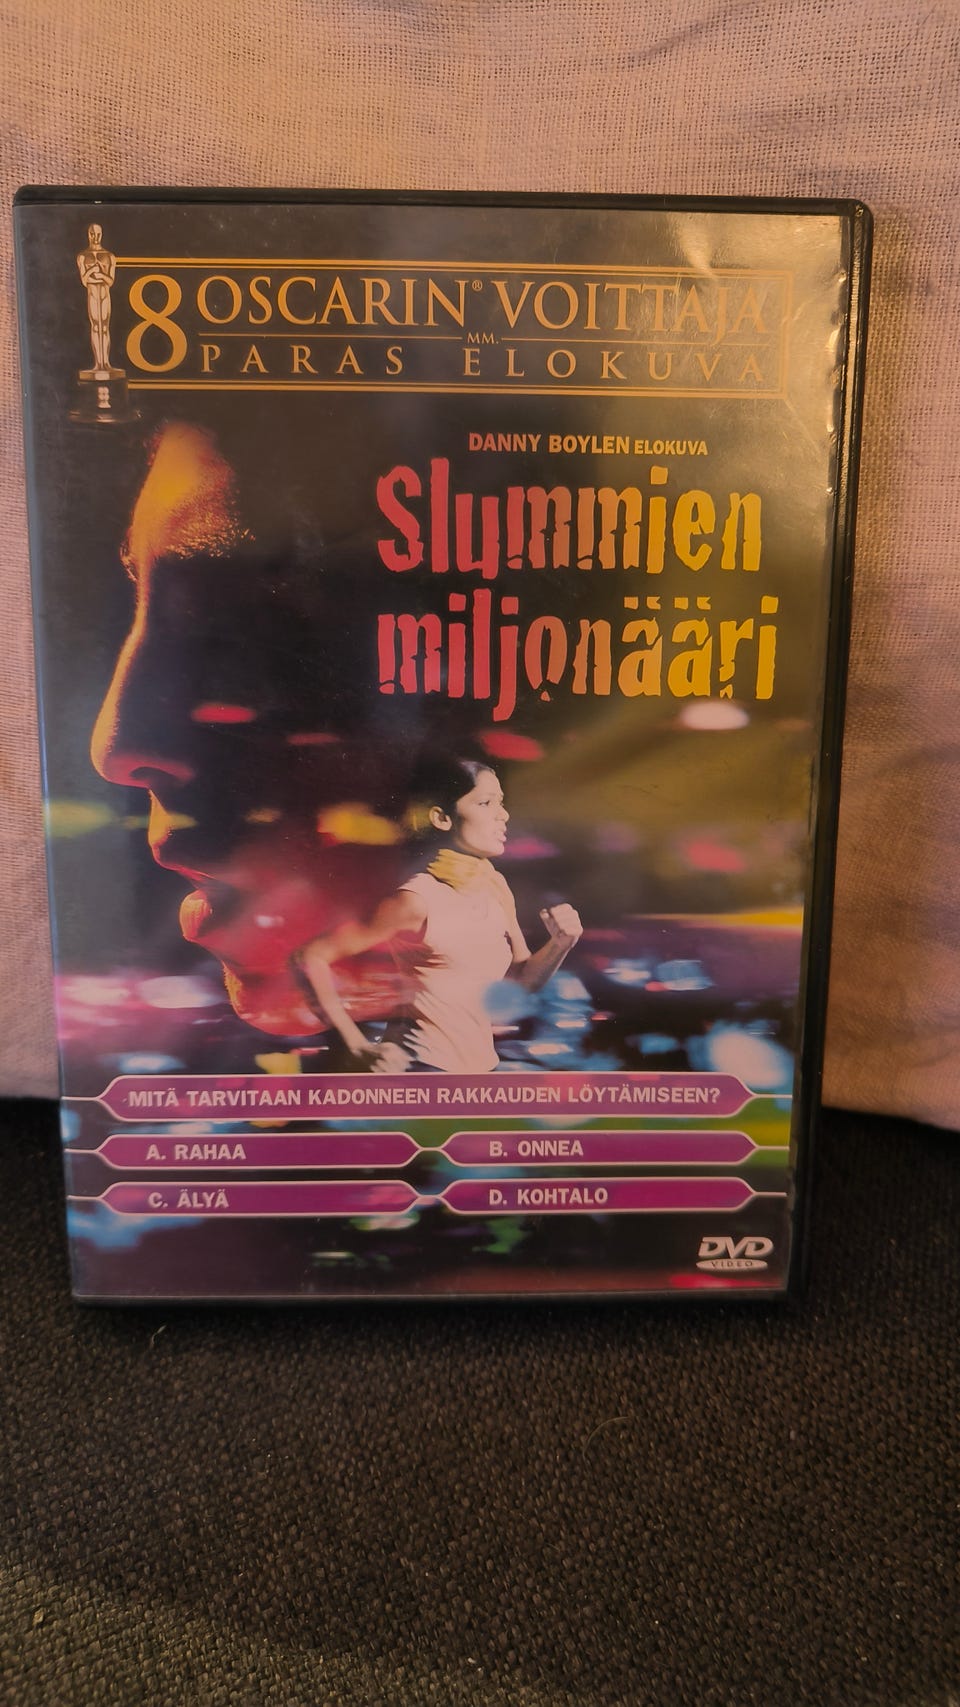 8 OSCARIN® VOITTAJA
MM.
PARAS ELOKUVA
DANNY BOYLEN ELOKUVA
Slummien
miljonääri
MITÄ TARVITAAN KADONNEEN RAKKAUDEN LÖYTÄMISEEN?
A. RAHAA B. ONNEA
C. ÄLYÄ D. KOHTALO
DVD
VIDEO